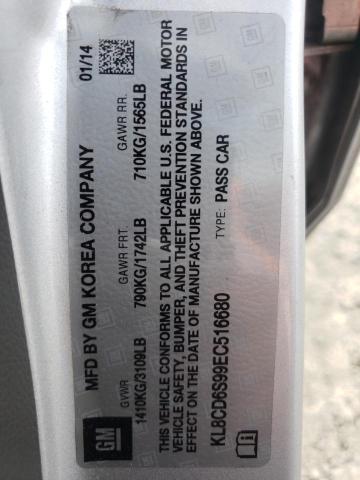 GM
MFD BY GM KOREA COMPANY 01/14
GVWR GAWR FRT. GAWR RR.
1410KG/3109LB 790KG/1742LB 710KG/1565LB
THIS VEHICLE CONFORMS TO ALL APPLICABLE U.S. FEDERAL MOTOR
VEHICLE SAFETY, BUMPER, AND THEFT PREVENTION STANDARDS IN
EFFECT ON THE DATE OF MANUFACTURE SHOWN ABOVE.
KL8CD6S99EC516680 TYPE: PASS CAR